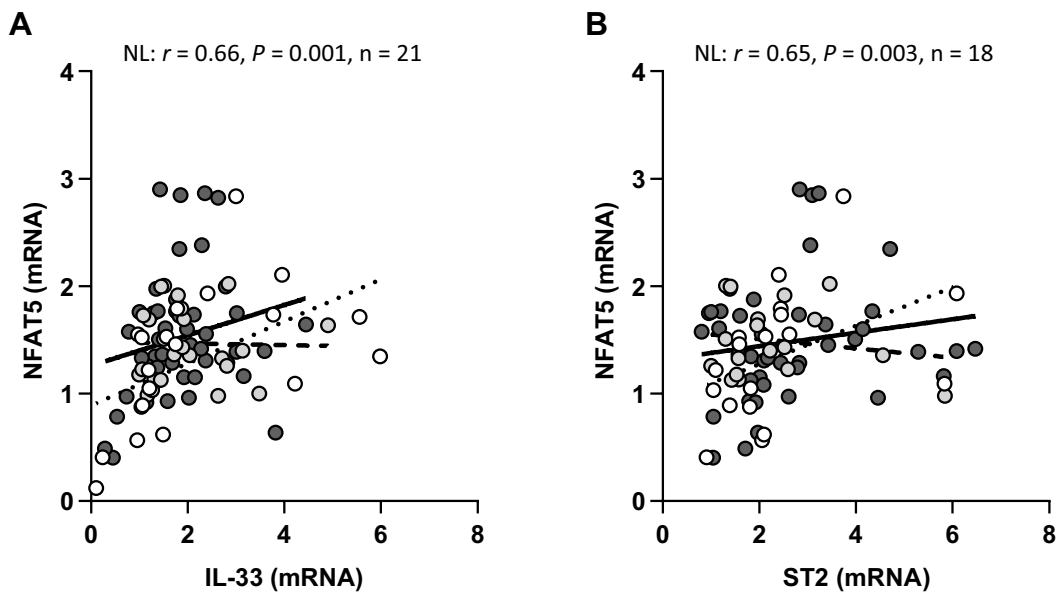 A
NL: r = 0.66, P = 0.001, n = 21
NFAT5 (mRNA)
4
3
2
1
0
0 2 4 6 8
IL-33 (mRNA)
B
NL: r = 0.65, P = 0.003, n = 18
NFAT5 (mRNA)
4
3
2
1
0
0 2 4 6 8
ST2 (mRNA)